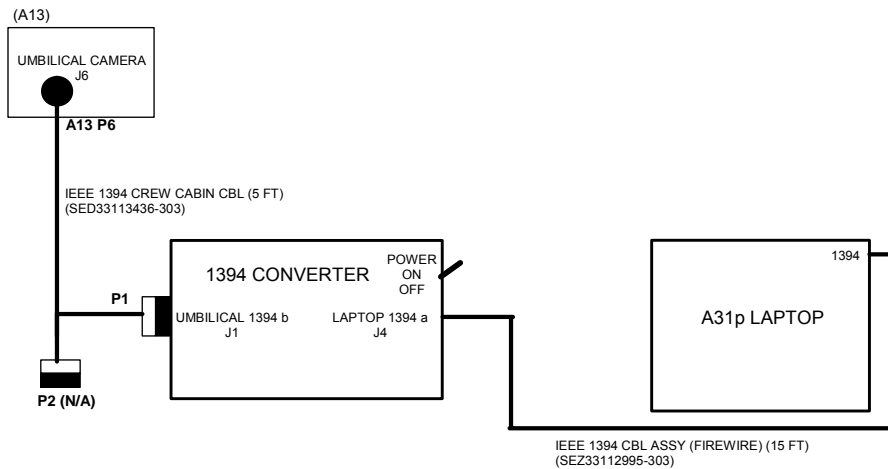 (A13)
UMBILICAL CAMERA
J6
A13 P6
IEEE 1394 CREW CABIN CBL (5 FT)
(SED33113436-303)
P1
P2 (N/A)
1394 CONVERTER
POWER
ON
OFF
UMBILICAL 1394 b
J1
LAPTOP 1394 a
J4
1394
A31p LAPTOP
IEEE 1394 CBL ASSY (FIREWIRE) (15 FT)
(SEZ33112995-303)